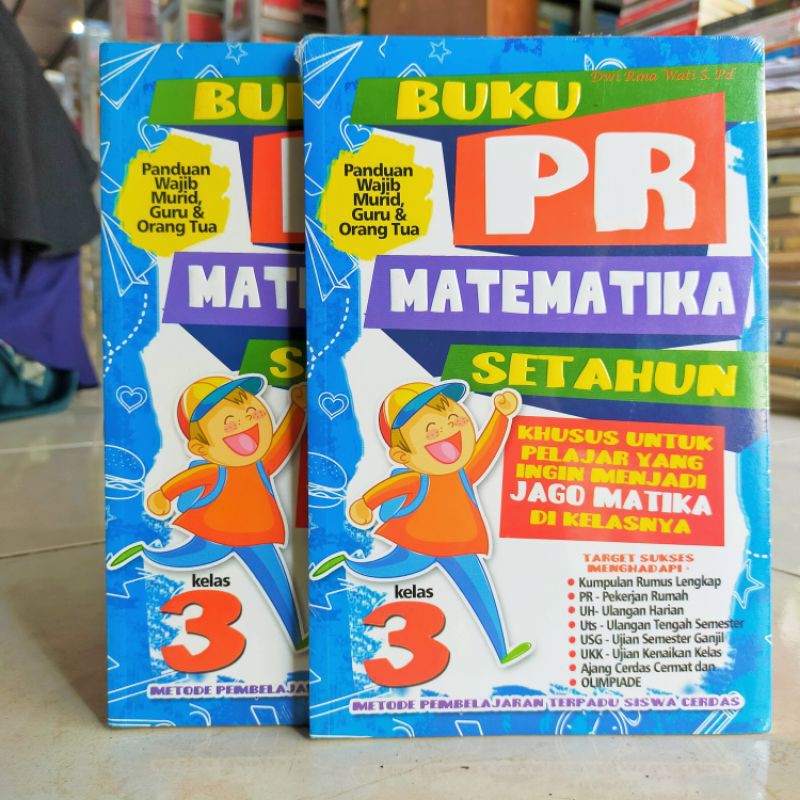 BU
Panduan
Wajib
Murid,
Guru &
Orang Tua
MAT
S
kelas
3
METODE PEMBELAJAS
Dwi Rina Wati S. Pd
BUKU
PR
Panduan
Wajib
Murid,
Guru &
Orang Tua
MATEMATIKA
SETAHUN
KHUSUS UNTUK
PELAJAR YANG
INGIN MENJADI
JAGO MATIKA
DI KELASNYA
TARGET SUKSES
MENGHADAPI :
• Kumpulan Rumus Lengkap
• PR - Pekerjan Rumah
• UH- Ulangan Harian
• Uts - Ulangan Tengah Semester
• USG - Ujian Semester Ganjil
• UKK - Ujian Kenaikan Kelas
• Ajang Cerdas Cermat dan
• OLIMPIADE
kelas
3
METODE PEMBELAJARAN TERPADU SISWA CERDAS